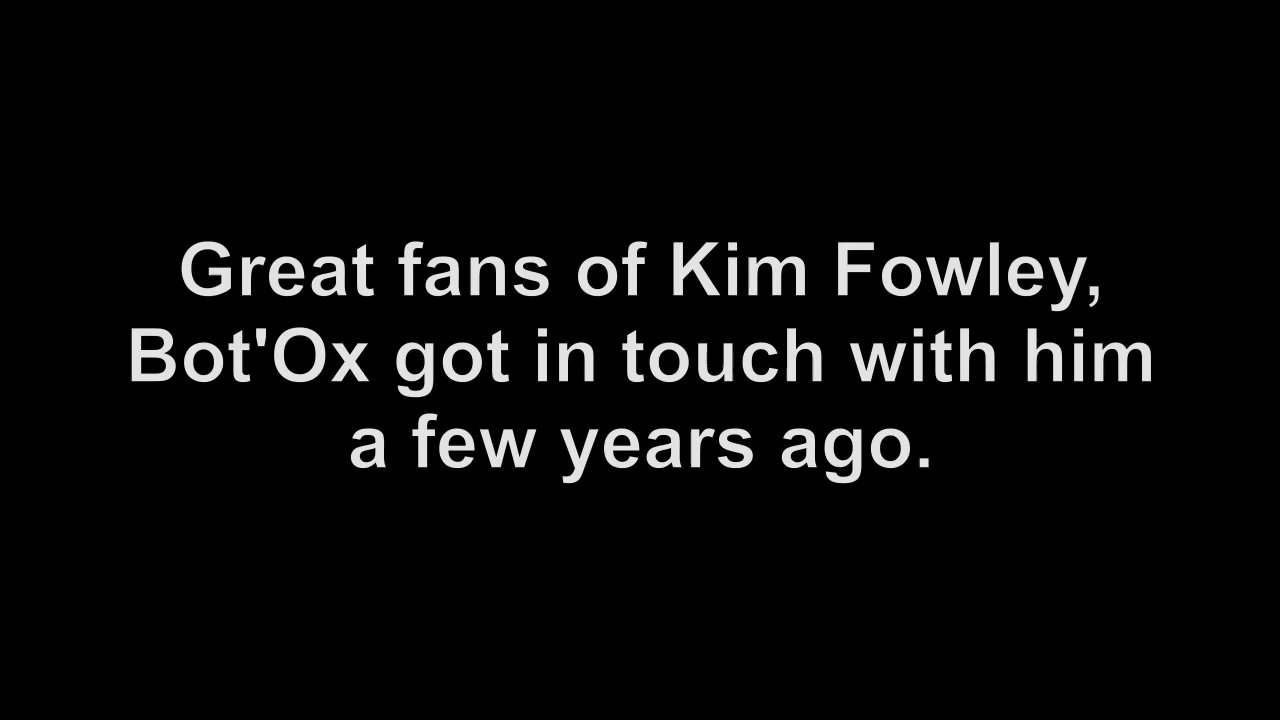 Great fans of Kim Fowley,
Bot'Ox got in touch with him
a few years ago.